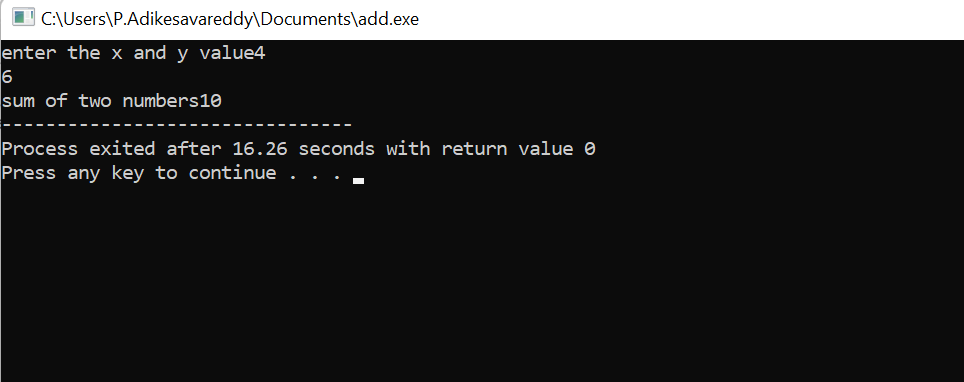 C:\Users\P.Adikesavareddy\Documents\add.exe
enter the x and y value4
6
sum of two numbers10
--------------------------------
Process exited after 16.26 seconds with return value 0
Press any key to continue . . .